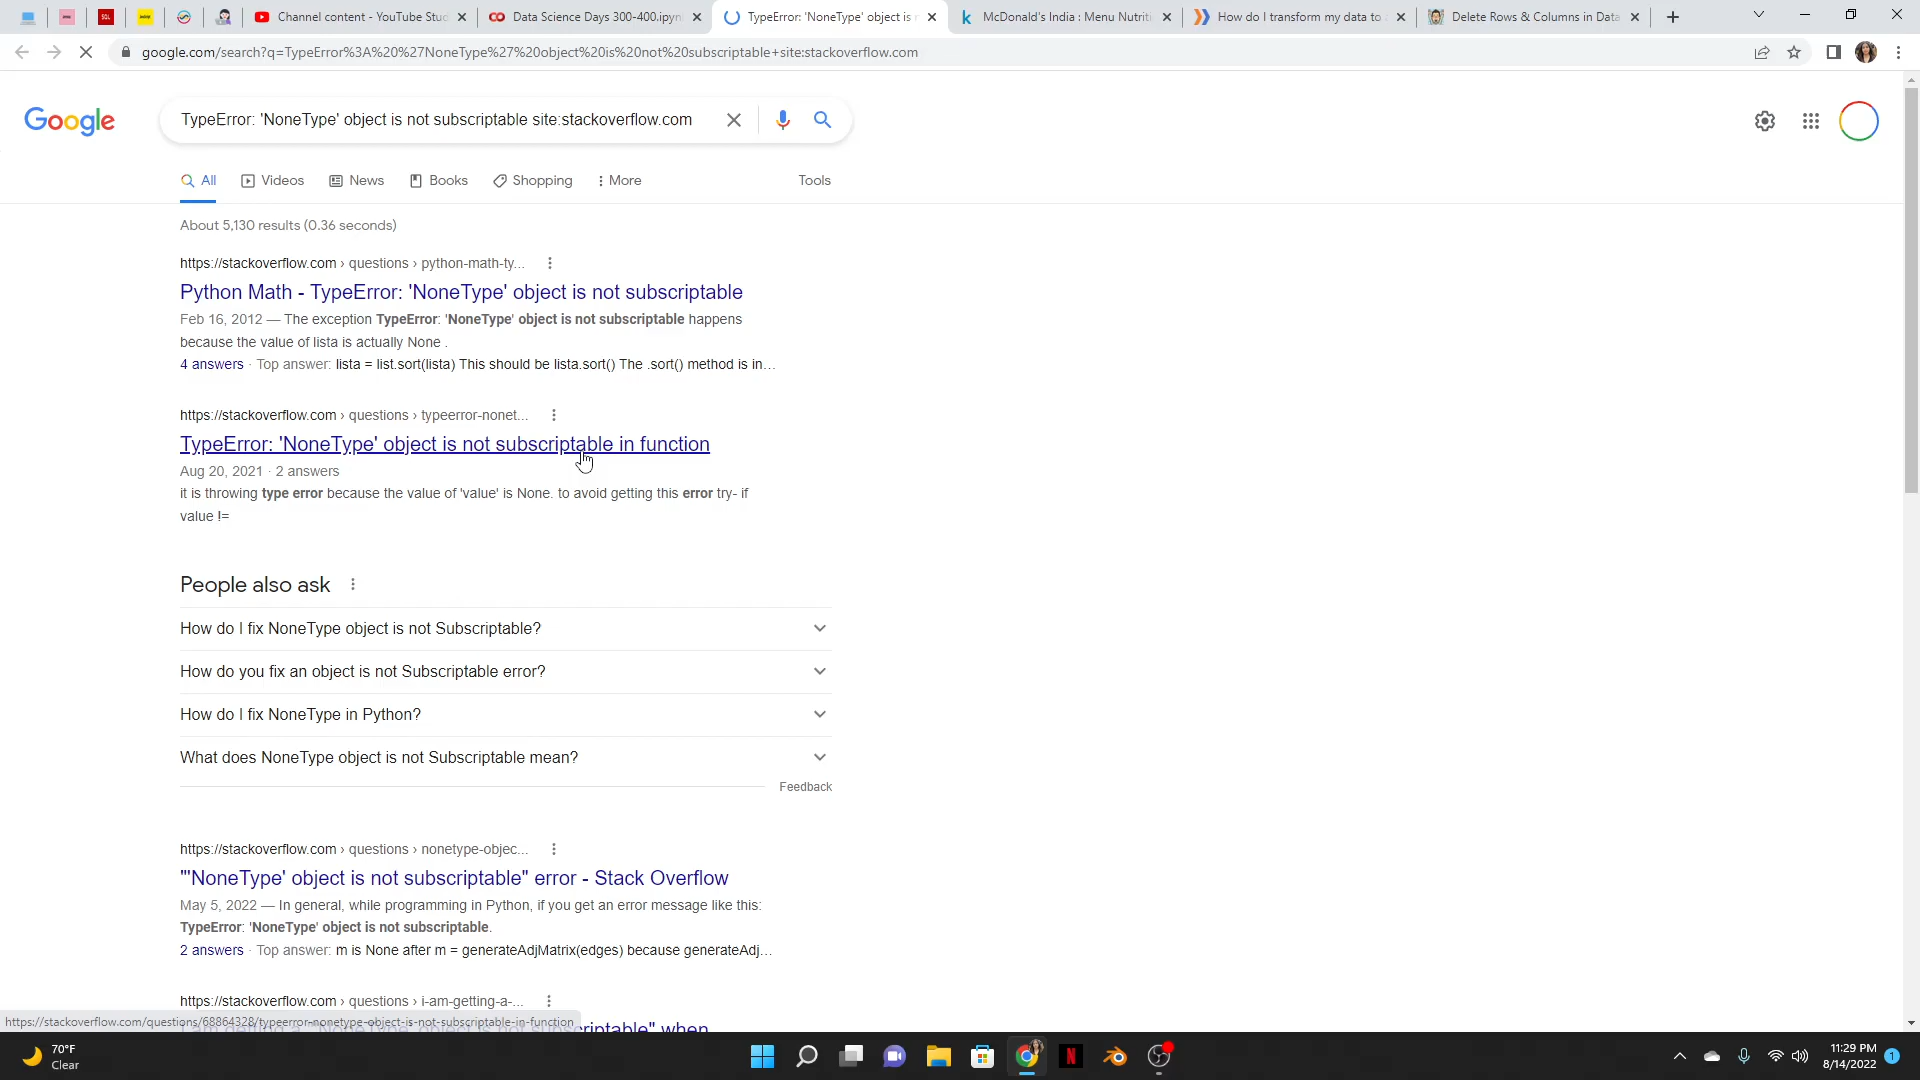 Channel content - YouTube Stud
Data Science Days 300-400.ipyn
TypeError: 'NoneType' object is n
McDonald's India : Menu Nutriti
How do I transform my data to
Delete Rows & Columns in Data
google.com/search?q=TypeError%3A%20%27NoneType%27%20object%20is%20not%20subscriptable+site:stackoverflow.com
Google
TypeError: 'NoneType' object is not subscriptable site:stackoverflow.com
All Videos News Books Shopping More Tools
About 5,130 results (0.36 seconds)
https://stackoverflow.com › questions › python-math-ty...
Python Math - TypeError: 'NoneType' object is not subscriptable
Feb 16, 2012 — The exception TypeError: 'NoneType' object is not subscriptable happens
because the value of lista is actually None .
4 answers · Top answer: lista = list.sort(lista) This should be lista.sort() The .sort() method is in...
https://stackoverflow.com › questions › typeerror-nonet...
TypeError: 'NoneType' object is not subscriptable in function
Aug 20, 2021 · 2 answers
it is throwing type error because the value of 'value' is None. to avoid getting this error try- if
value !=
People also ask
How do I fix NoneType object is not Subscriptable?
How do you fix an object is not Subscriptable error?
How do I fix NoneType in Python?
What does NoneType object is not Subscriptable mean?
Feedback
https://stackoverflow.com › questions › nonetype-objec...
"'NoneType' object is not subscriptable" error - Stack Overflow
May 5, 2022 — In general, while programming in Python, if you get an error message like this:
TypeError: 'NoneType' object is not subscriptable.
2 answers · Top answer: m is None after m = generateAdjMatrix(edges) because generateAdj...
https://stackoverflow.com › questions › i-am-getting-a-...
https://stackoverflow.com/questions/68864328/typeerror-nonetype-object-is-not-subscriptable-in-function
riptable" when
70°F
Clear
11:29 PM
8/14/2022
1